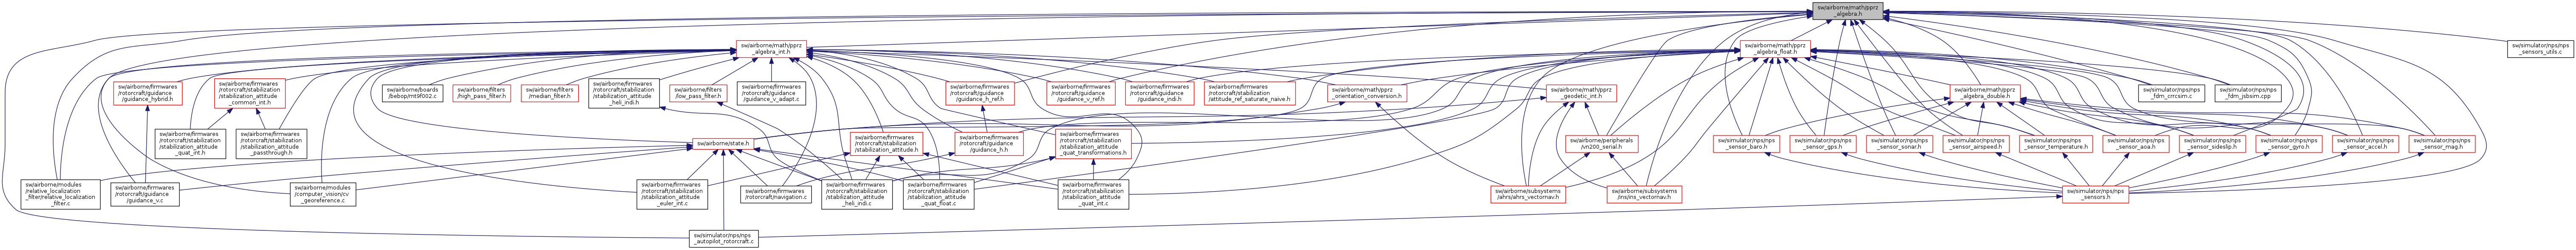 sw/airborne/math/pprz
_algebra.h
sw/airborne/math/pprz
_algebra_int.h
sw/airborne/math/pprz
_algebra_float.h
sw/simulator/nps/nps
_sensors_utils.c
sw/airborne/firmwares
/rotorcraft/guidance
/guidance_hybrid.h
sw/airborne/firmwares
/rotorcraft/stabilization
/stabilization_attitude
_common_int.h
sw/airborne/boards
/bebop/mt9f002.c
sw/airborne/filters
/high_pass_filter.h
sw/airborne/filters
/median_filter.h
sw/airborne/firmwares
/rotorcraft/stabilization
/stabilization_attitude
_heli_indi.h
sw/airborne/filters
/low_pass_filter.h
sw/airborne/firmwares
/rotorcraft/guidance
/guidance_v_adapt.c
sw/airborne/firmwares
/rotorcraft/guidance
/guidance_h_ref.h
sw/airborne/firmwares
/rotorcraft/guidance
/guidance_v_ref.h
sw/airborne/firmwares
/rotorcraft/guidance
/guidance_indi.h
sw/airborne/firmwares
/rotorcraft/stabilization
/attitude_ref_saturate_naive.h
sw/airborne/math/pprz
_orientation_conversion.h
sw/airborne/math/pprz
_geodetic_int.h
sw/airborne/math/pprz
_algebra_double.h
sw/simulator/nps/nps
_fdm_crrcsim.c
sw/simulator/nps/nps
_fdm_jsbsim.cpp
sw/airborne/firmwares
/rotorcraft/stabilization
/stabilization_attitude
_quat_int.h
sw/airborne/firmwares
/rotorcraft/stabilization
/stabilization_attitude
_passthrough.h
sw/airborne/state.h
sw/airborne/firmwares
/rotorcraft/stabilization
/stabilization_attitude.h
sw/airborne/firmwares
/rotorcraft/guidance
/guidance_h.h
sw/airborne/firmwares
/rotorcraft/stabilization
/stabilization_attitude
_quat_transformations.h
sw/airborne/peripherals
/vn200_serial.h
sw/simulator/nps/nps
_sensor_baro.h
sw/simulator/nps/nps
_sensor_gps.h
sw/simulator/nps/nps
_sensor_sonar.h
sw/simulator/nps/nps
_sensor_airspeed.h
sw/simulator/nps/nps
_sensor_temperature.h
sw/simulator/nps/nps
_sensor_aoa.h
sw/simulator/nps/nps
_sensor_sideslip.h
sw/simulator/nps/nps
_sensor_gyro.h
sw/simulator/nps/nps
_sensor_accel.h
sw/simulator/nps/nps
_sensor_mag.h
sw/airborne/modules
/relative_localization
_filter/relative_localization
_filter.c
sw/airborne/firmwares
/rotorcraft/guidance
/guidance_v.c
sw/airborne/modules
/computer_vision/cv
_georeference.c
sw/airborne/firmwares
/rotorcraft/stabilization
/stabilization_attitude
_euler_int.c
sw/airborne/firmwares
/rotorcraft/navigation.c
sw/airborne/firmwares
/rotorcraft/stabilization
/stabilization_attitude
_heli_indi.c
sw/airborne/firmwares
/rotorcraft/stabilization
/stabilization_attitude
_quat_float.c
sw/airborne/firmwares
/rotorcraft/stabilization
/stabilization_attitude
_quat_int.c
sw/airborne/subsystems
/ahrs/ahrs_vectornav.h
sw/airborne/subsystems
/ins/ins_vectornav.h
sw/simulator/nps/nps
_sensors.h
sw/simulator/nps/nps
_autopilot_rotorcraft.c